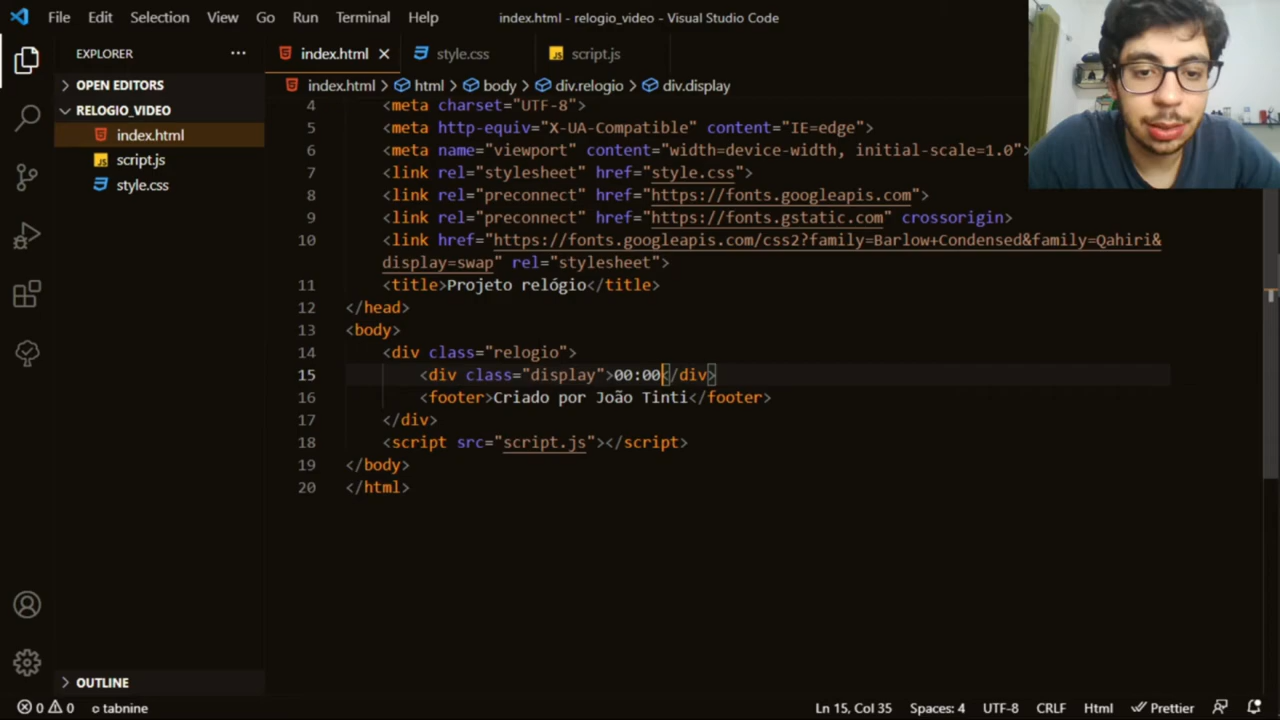 File Edit Selection View Go Run Terminal Help
index.html - relogio_video - Visual Studio Code
EXPLORER
OPEN EDITORS
RELOGIO_VIDEO
index.html
script.js
style.css
OUTLINE
index.html style.css script.js
index.html > html > body > div.relogio > div.display
4 <meta charset="UTF-8">
5 <meta http-equiv="X-UA-Compatible" content="IE=edge">
6 <meta name="viewport" content="width=device-width, initial-scale=1.0">
7 <link rel="stylesheet" href="style.css">
8 <link rel="preconnect" href="https://fonts.googleapis.com">
9 <link rel="preconnect" href="https://fonts.gstatic.com" crossorigin>
10 <link href="https://fonts.googleapis.com/css2?family=Barlow+Condensed&family=Qahiri&
display=swap" rel="stylesheet">
11 <title>Projeto relógio</title>
12 </head>
13 <body>
14 <div class="relogio">
15 <div class="display">00:00</div>
16 <footer>Criado por João Tinti</footer>
17 </div>
18 <script src="script.js"></script>
19 </body>
20 </html>
0 0 tabnine
Ln 15, Col 35 Spaces: 4 UTF-8 CRLF Html Prettier